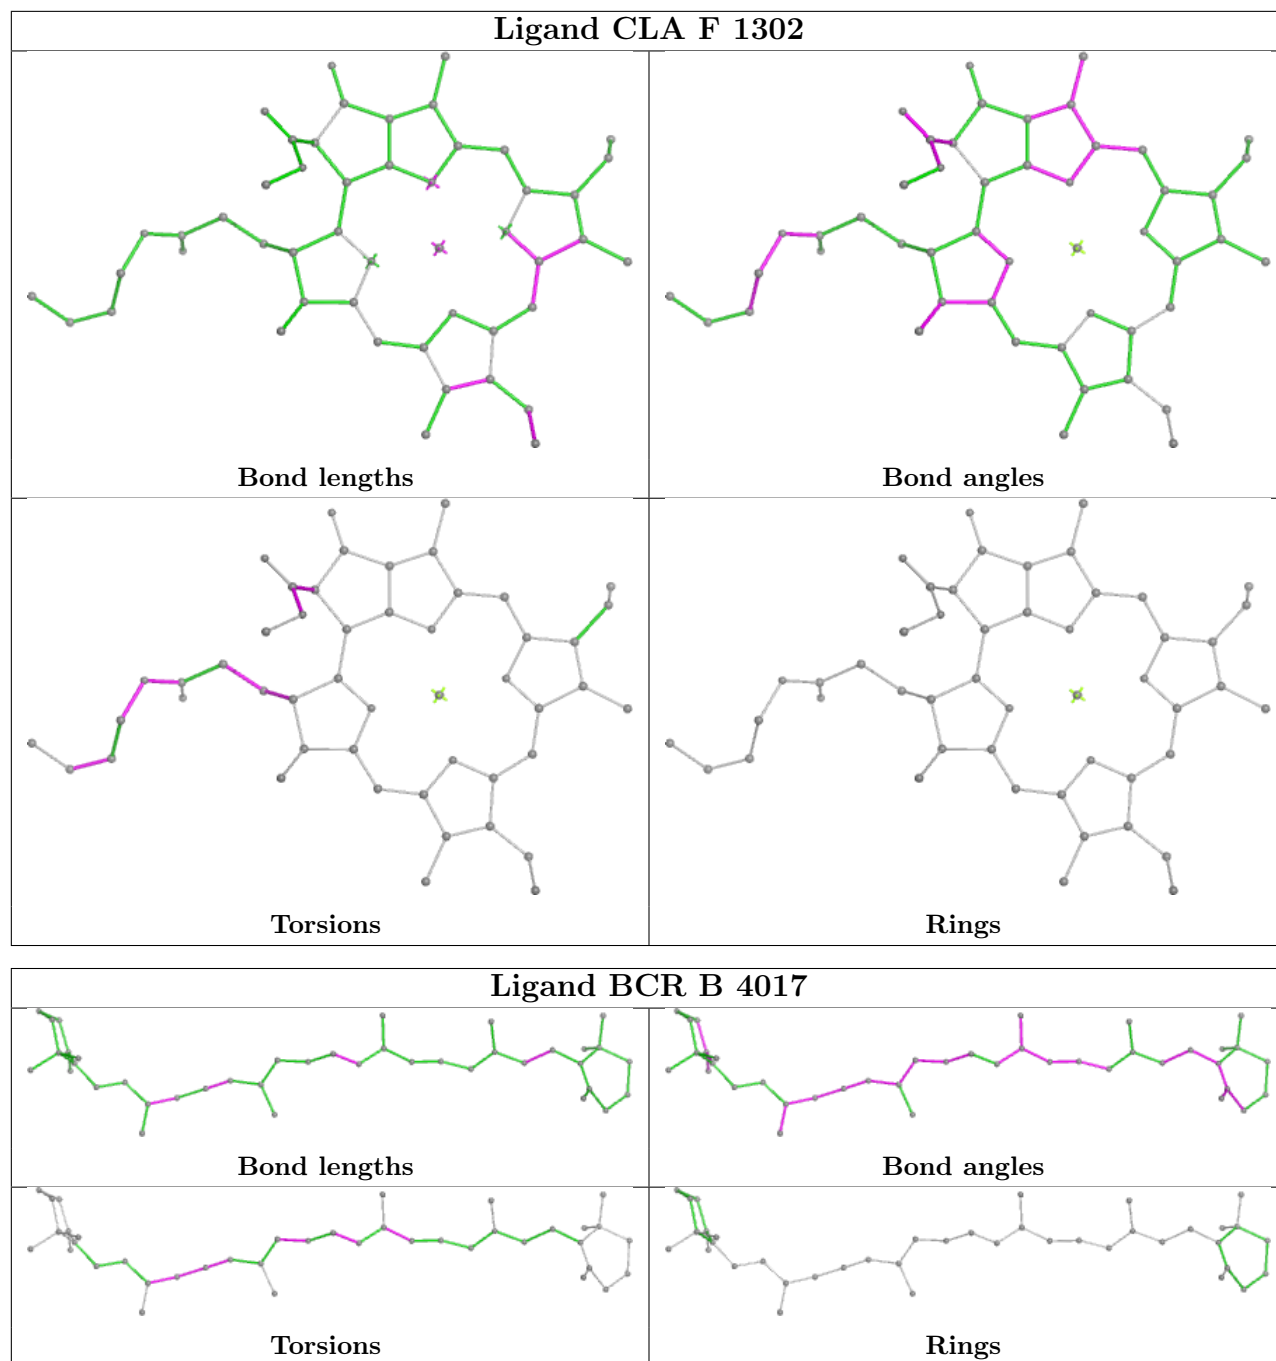 Ligand CLA F 1302
Bond lengths
Bond angles
Torsions
Rings
Ligand BCR B 4017
Bond lengths
Bond angles
Torsions
Rings